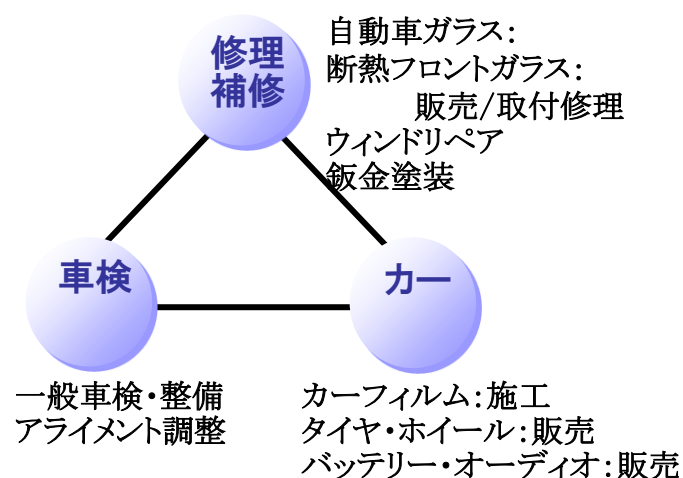 修理
補修
自動車ガラス：
断熱フロントガラス：
販売/取付修理
ウィンドリペア
鈑金塗装
車検
カー
一般車検・整備
アライメント調整
カーフィルム：施工
タイヤ・ホイール：販売
バッテリー・オーディオ：販売